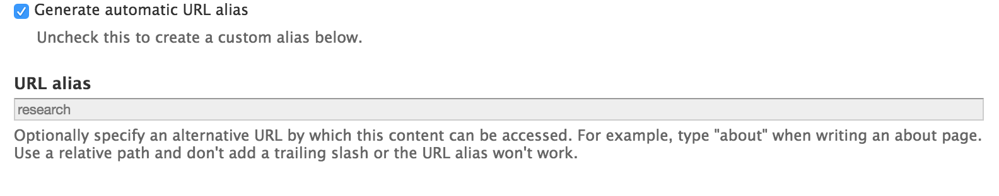 Generate automatic URL alias
Uncheck this to create a custom alias below.
URL alias
research
Optionally specify an alternative URL by which this content can be accessed. For example, type "about" when writing an about page.
Use a relative path and don't add a trailing slash or the URL alias won't work.